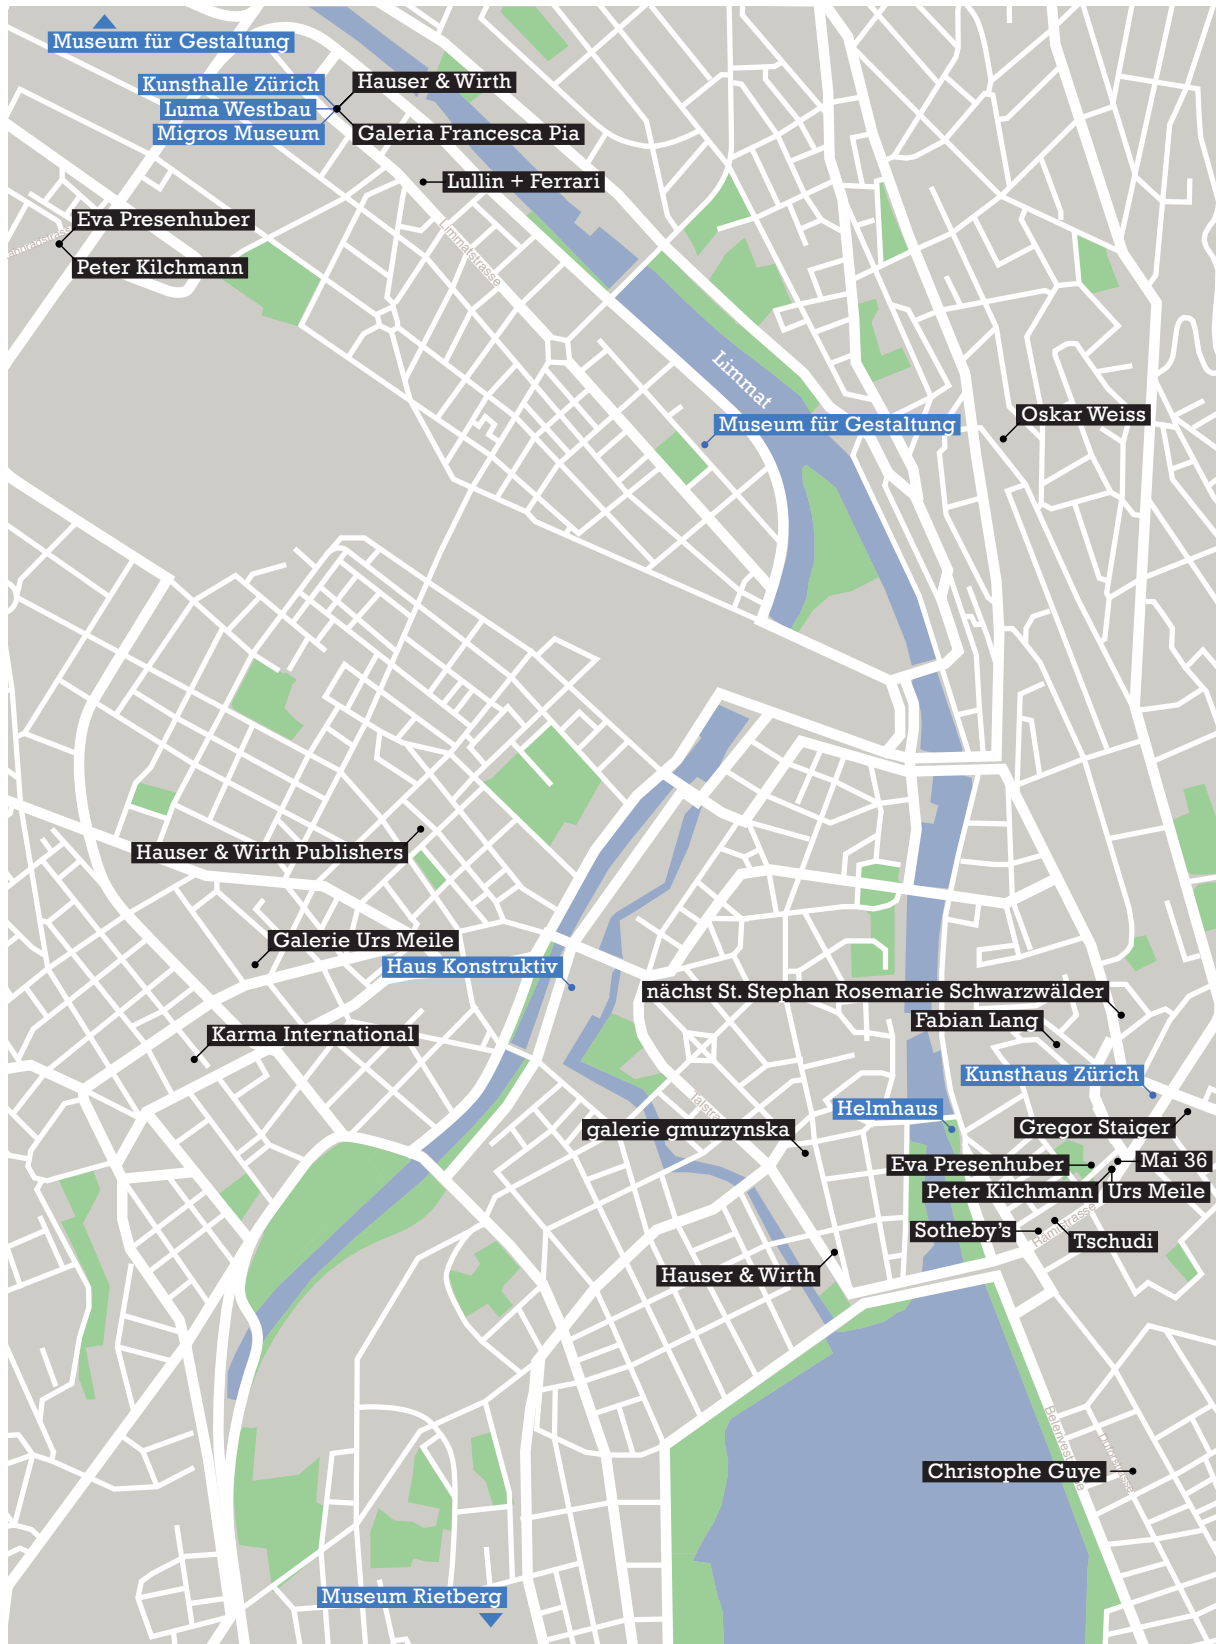 Museum für Gestaltung
Kunsthalle Zürich
Hauser & Wirth
Luma Westbau
Migros Museum
Galeria Francesca Pia
Lullin + Ferrari
Eva Presenhuber
Peter Kilchmann
Limmatstrasse
Limmat
Museum für Gestaltung
Oskar Weiss
Hauser & Wirth Publishers
Galerie Urs Meile
Haus Konstruktiv
nächst St. Stephan Rosemarie Schwarzwälder
Fabian Lang
Karma International
Kunsthaus Zürich
Helmhaus
galerie gmurzynska
Gregor Staiger
Eva Presenhuber
Mai 36
Peter Kilchmann
Urs Meile
Sotheby's
Tschudi
Hauser & Wirth
Christophe Guye
Museum Rietberg